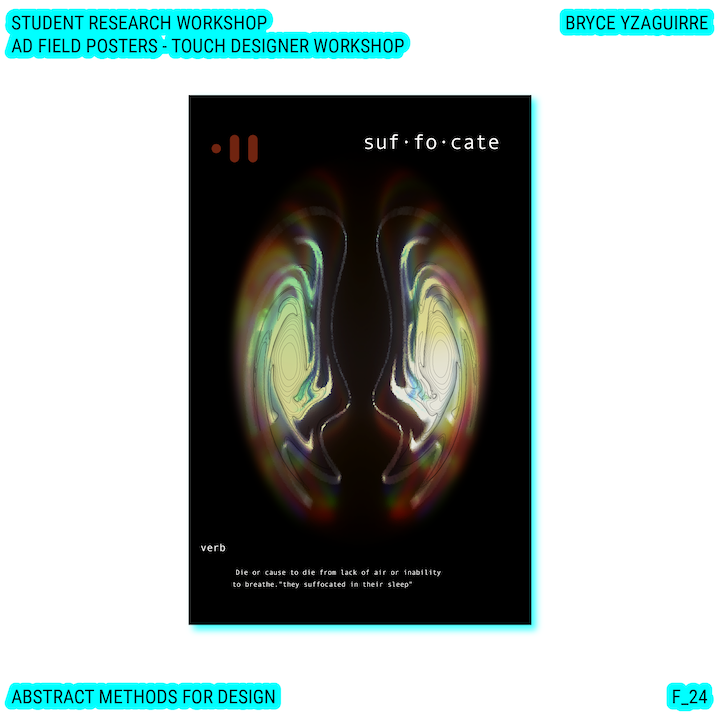 STUDENT RESEARCH WORKSHOP
AD FIELD POSTERS - TOUCH DESIGNER WORKSHOP
BRYCE YZAGUIRRE
suf·fo·cate
verb
Die or cause to die from lack of air or inability
to breathe."they suffocated in their sleep"
ABSTRACT METHODS FOR DESIGN
F_24